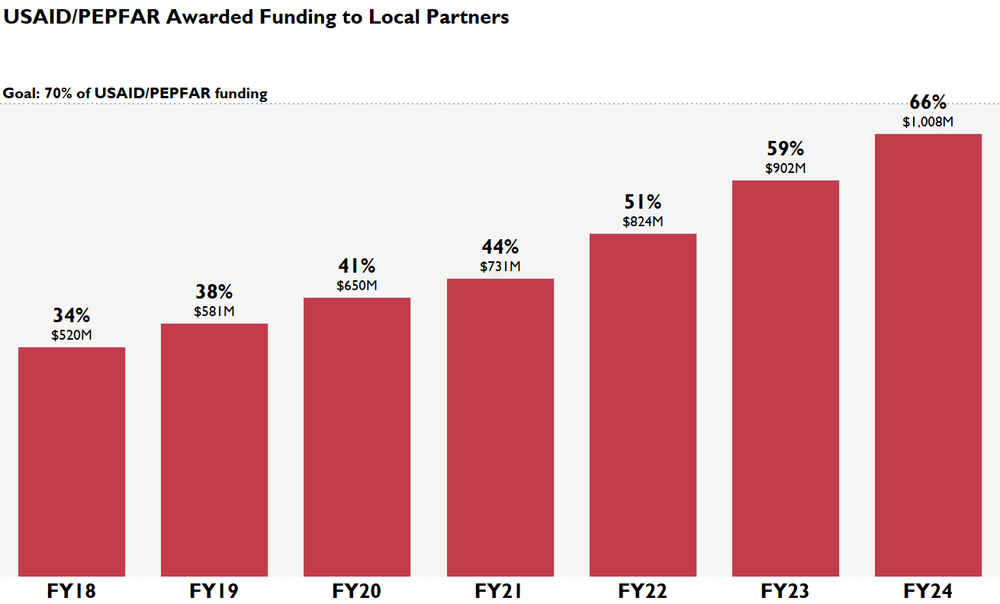 USAID/PEPFAR Awarded Funding to Local Partners
Goal: 70% of USAID/PEPFAR funding
34%
$520M
38%
$581M
41%
$650M
44%
$731M
51%
$824M
59%
$902M
66%
$1,008M
FY18 FY19 FY20 FY21 FY22 FY23 FY24